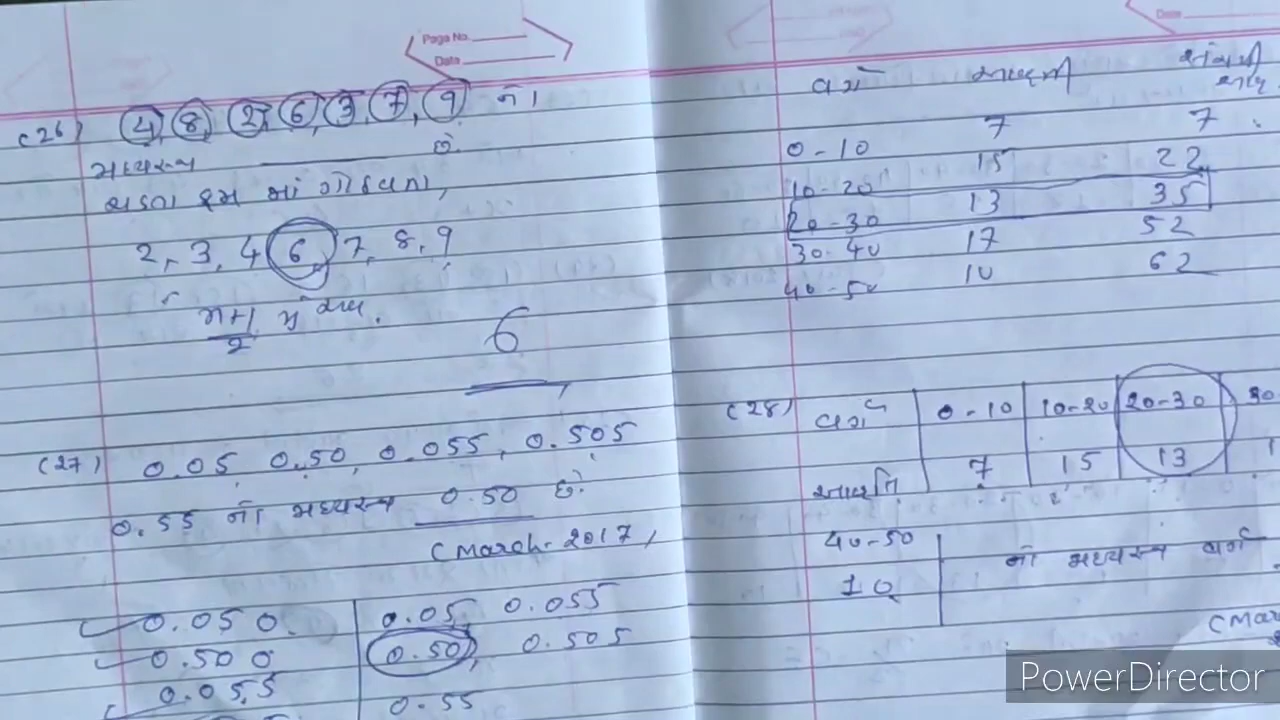 Page No.
Date
(26) 4, 8, 2, 6, 3, 7, 9 નો
મધ્યસ્થ ________ છે.
ચડતા ક્રમ માં ગોઠવતા,
2, 3, 4, 6, 7, 8, 9
n+1
2
6
(27) 0.05, 0.50, 0.055, 0.505
0.55 નો મધ્યસ્થ 0.50 છે.
(March-2017,
0.050
0.500
0.055
0.05, 0.055
0.50, 0.505
0.55
Date
વર્ગ આવૃત્તિ સંચયી
0-10 7 7
10-20 15 22
20-30 13 35
30-40 17 52
40-50 10 62
(28) વર્ગ 0-10 10-20 20-30 30
આવૃત્તિ 7 15 13 1
40-50
10 નો મધ્યસ્થ વર્ગ
(Mar
PowerDirector